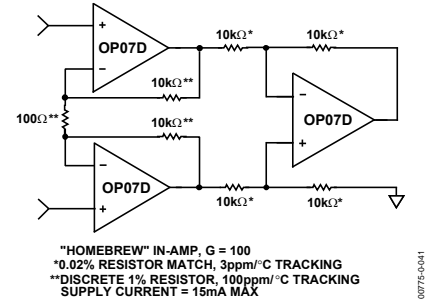 10kΩ* 10kΩ*
+
OP07D
–
10kΩ**
100Ω** 10kΩ**
–
OP07D
–
OP07D
+
+
10kΩ* 10kΩ*
"HOMEBREW" IN-AMP, G = 100
*0.02% RESISTOR MATCH, 3ppm/°C TRACKING
**DISCRETE 1% RESISTOR, 100ppm/°C TRACKING
SUPPLY CURRENT = 15mA MAX
00775-0-041